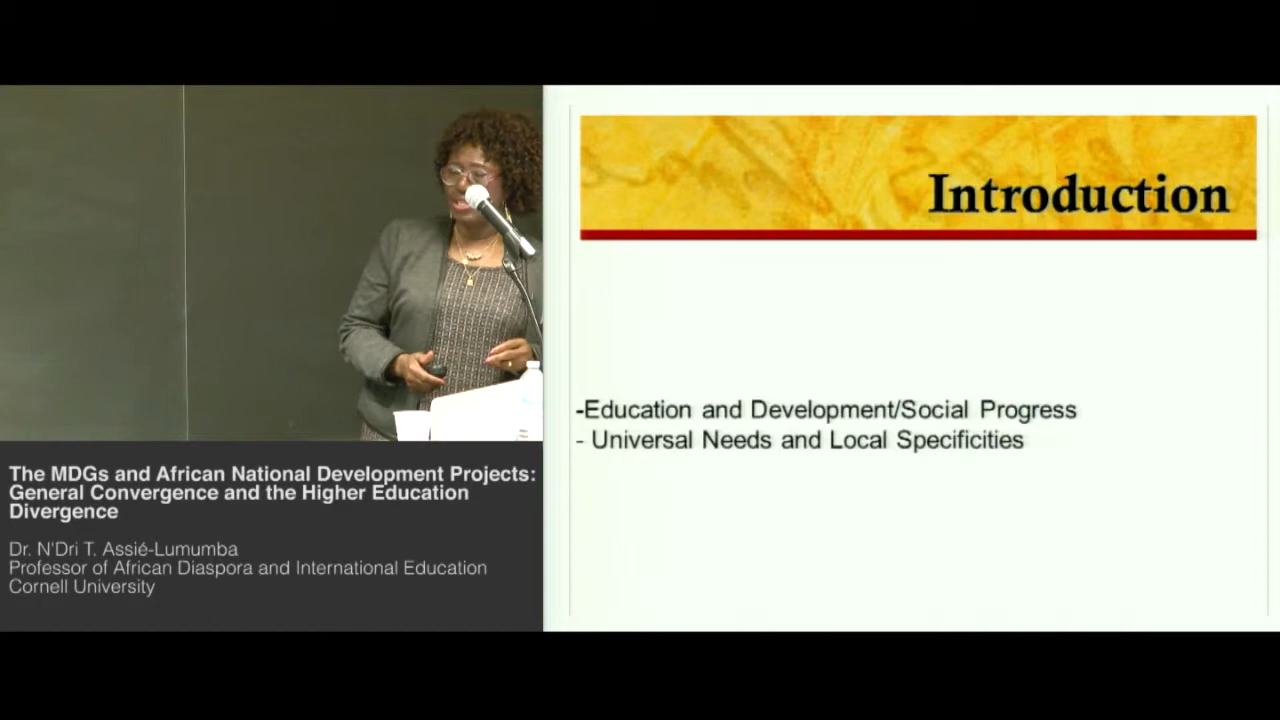 Introduction
-Education and Development/Social Progress
- Universal Needs and Local Specificities
The MDGs and African National Development Projects:
General Convergence and the Higher Education
Divergence
Dr. N'Dri T. Assié-Lumumba
Professor of African Diaspora and International Education
Cornell University